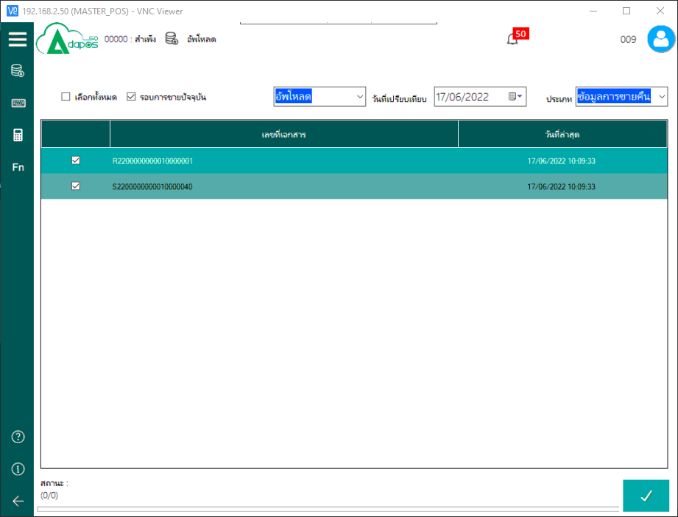 192.168.2.50 (MASTER_POS) - VNC Viewer
Adapos 5.0 00000 : สำเพ็ง อัพโหลด 50 009
เลือกทั้งหมด รอบการขายปัจจุบัน อัพโหลด วันที่เปรียบเทียบ 17/06/2022 ประเภท ข้อมูลการขายคืน
เลขที่เอกสาร วันที่ล่าสุด
R2200000000010000001 17/06/2022 10:09:33
S2200000000010000040 17/06/2022 10:09:33
Fn
สถานะ :
(0/0)